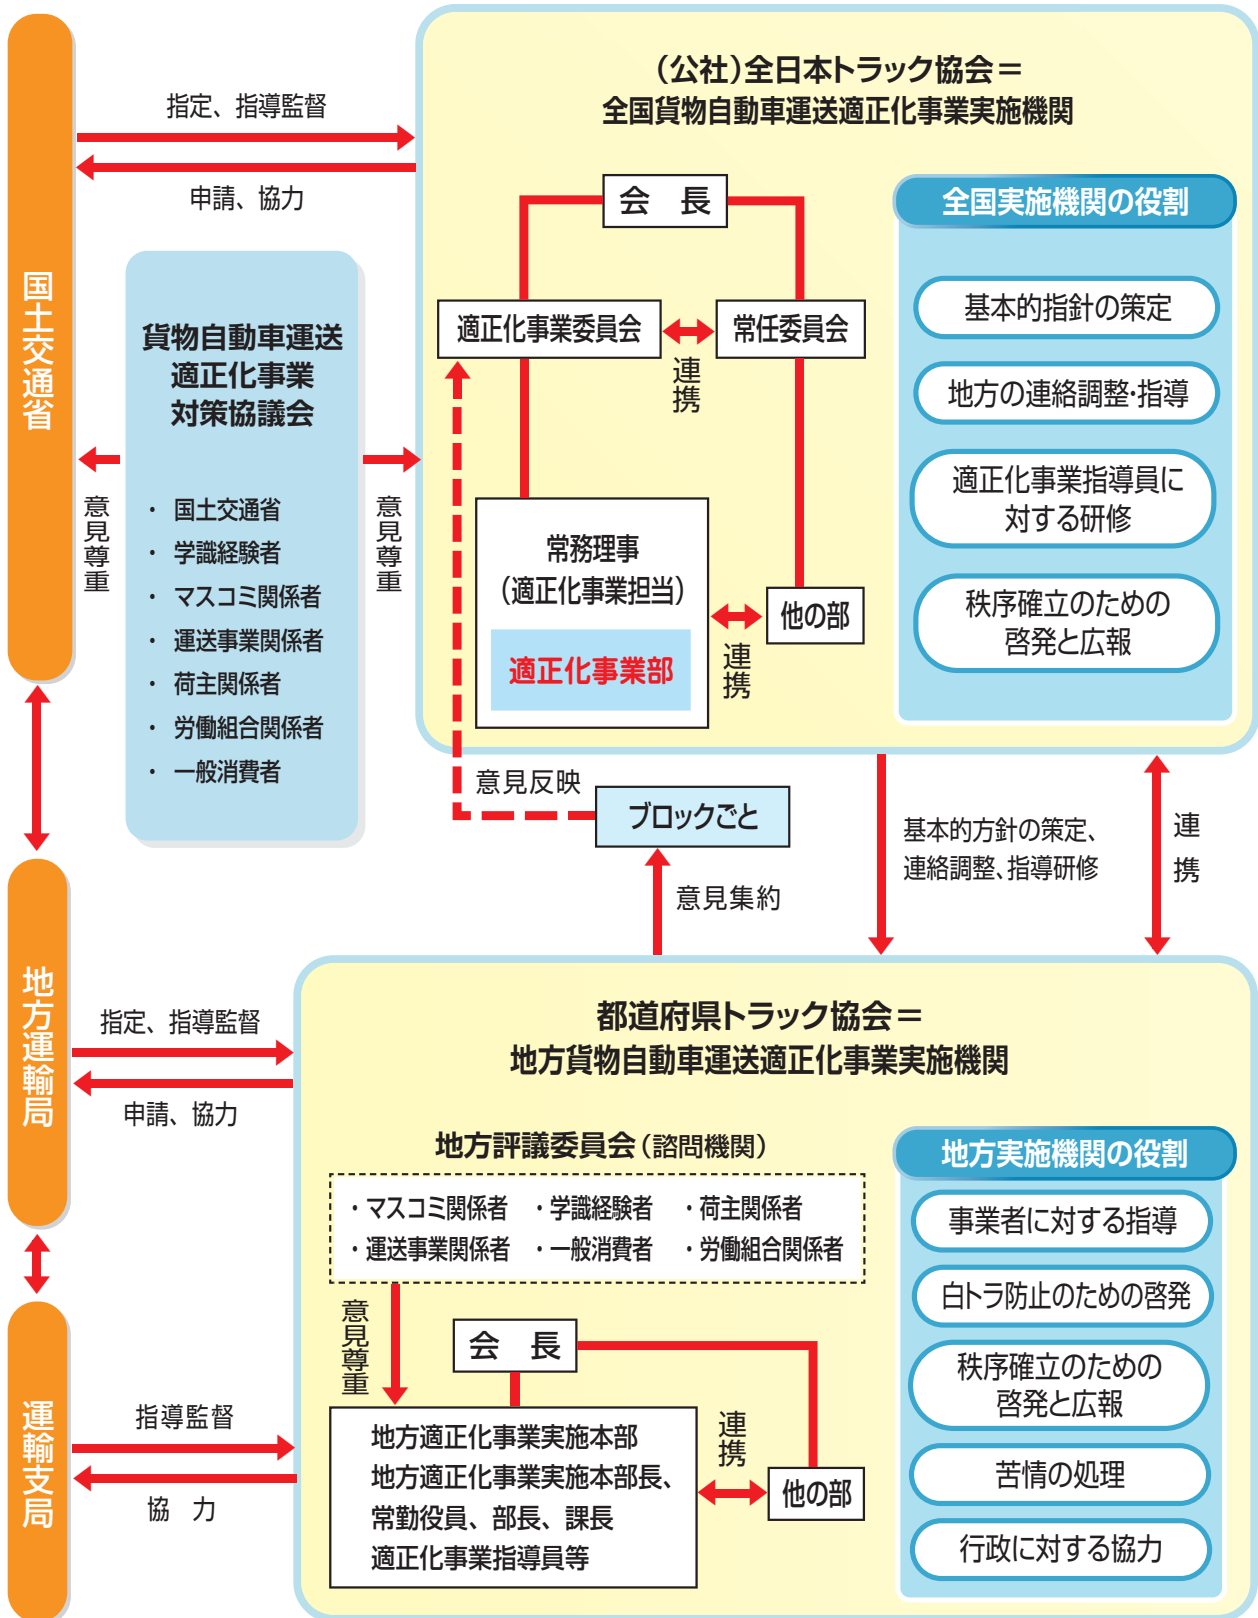 国土交通省
指定、指導監督
申請、協力
貨物自動車運送
適正化事業
対策協議会
・ 国土交通省
・ 学識経験者
・ マスコミ関係者
・ 運送事業関係者
・ 荷主関係者
・ 労働組合関係者
・ 一般消費者
意見尊重
意見尊重
（公社）全日本トラック協会＝
全国貨物自動車運送適正化事業実施機関
会　長
適正化事業委員会
連携
常任委員会
常務理事
（適正化事業担当）
適正化事業部
連携
他の部
全国実施機関の役割
基本的指針の策定
地方の連絡調整・指導
適正化事業指導員に
対する研修
秩序確立のための
啓発と広報
意見反映
ブロックごと
意見集約
基本的方針の策定、
連絡調整、指導研修
連携
地方運輸局
指定、指導監督
申請、協力
都道府県トラック協会＝
地方貨物自動車運送適正化事業実施機関
地方評議委員会（諮問機関）
・マスコミ関係者　・学識経験者　・荷主関係者
・運送事業関係者　・一般消費者　・労働組合関係者
意見尊重
会　長
地方適正化事業実施本部
地方適正化事業実施本部長、
常勤役員、部長、課長
適正化事業指導員等
連携
他の部
地方実施機関の役割
事業者に対する指導
白トラ防止のための啓発
秩序確立のための
啓発と広報
苦情の処理
行政に対する協力
運輸支局
指導監督
協　力